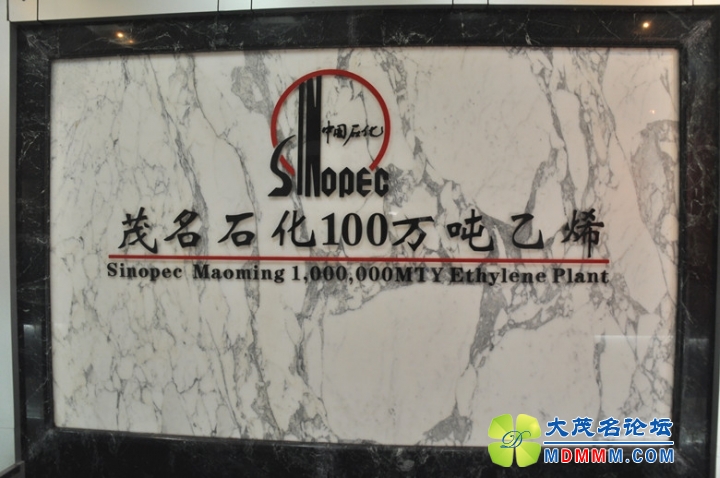 中国石化
SINOPEC
茂名石化100万吨乙烯
Sinopec Maoming 1,000,000MTY Ethylene Plant
大茂名论坛
MDMMM.COM